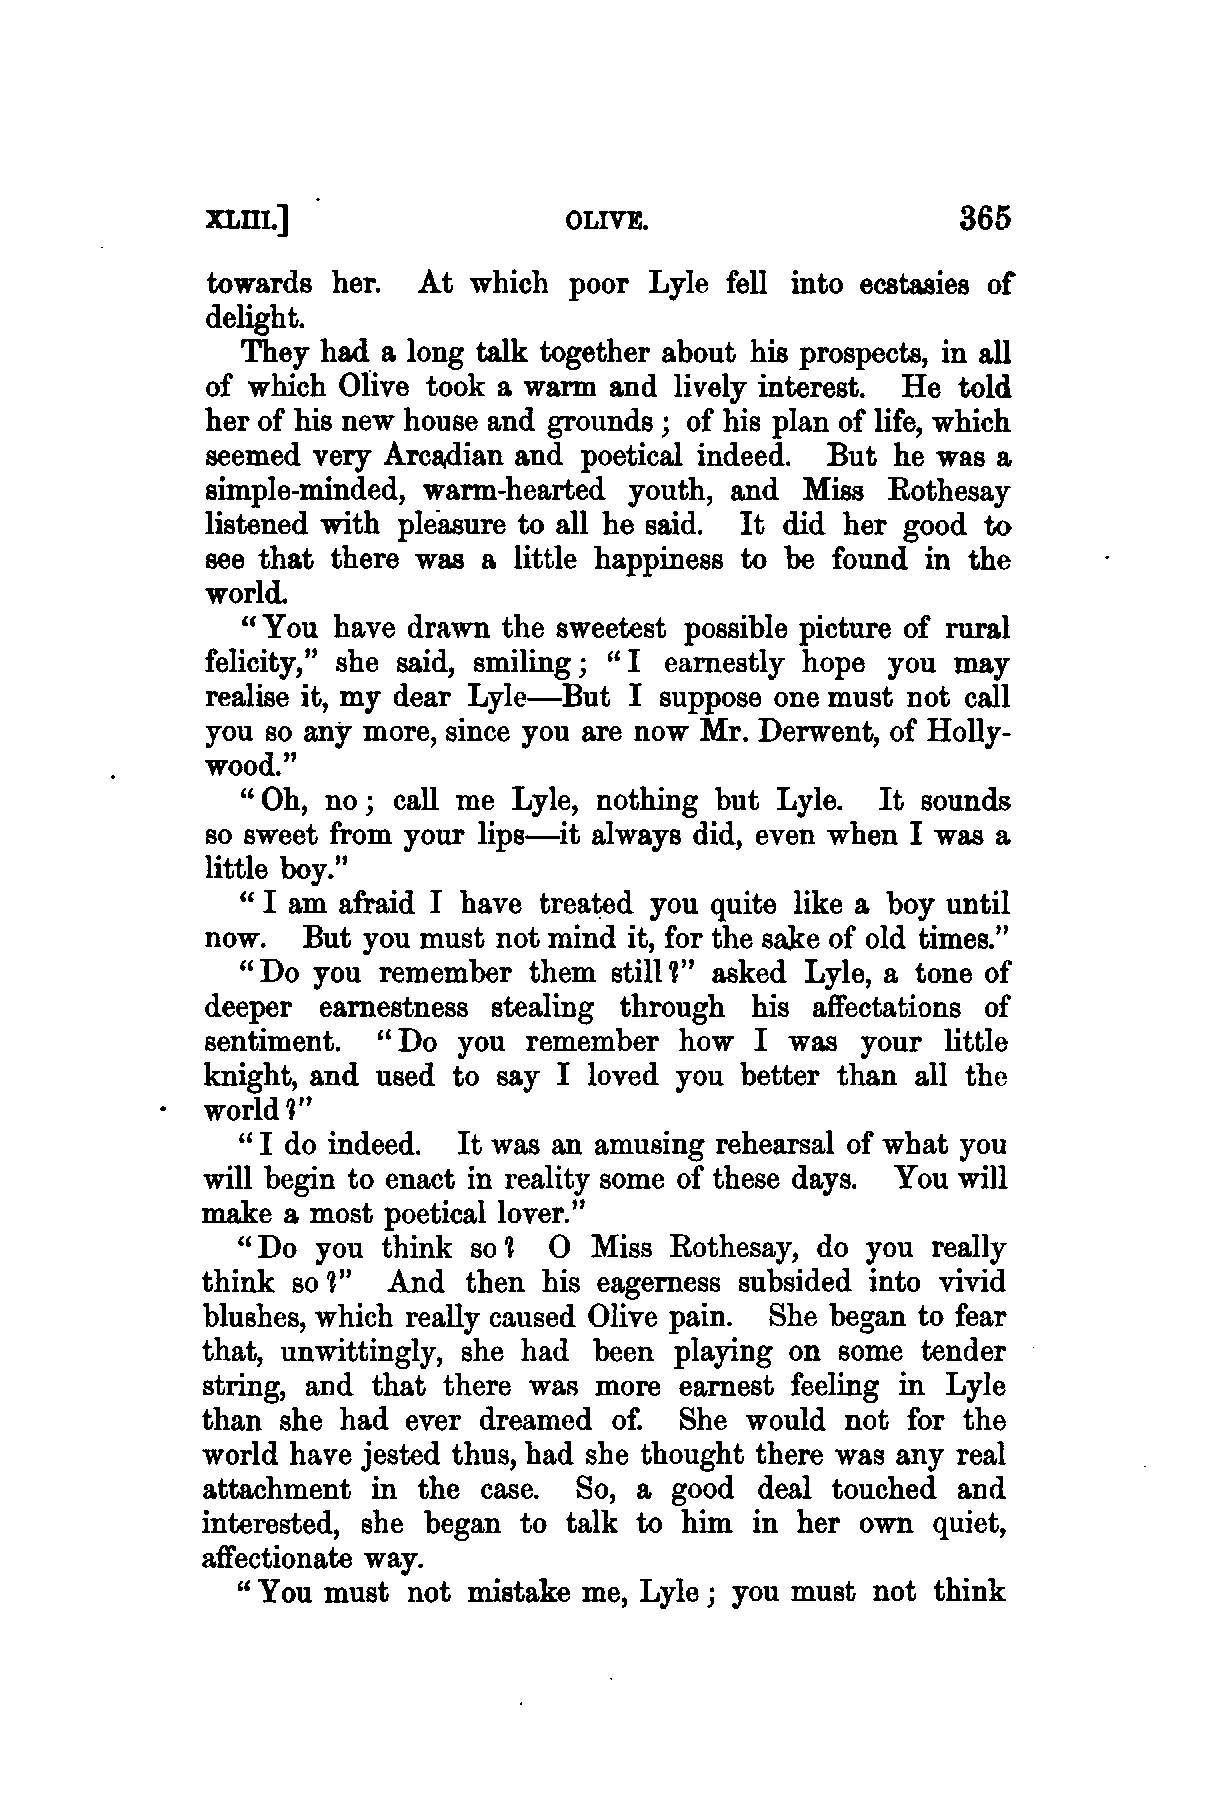 XLIII.] OLIVE. 365
towards her. At which poor Lyle fell into ecstasies of
delight.
They had a long talk together about his prospects, in all
of which Olive took a warm and lively interest. He told
her of his new house and grounds; of his plan of life, which
seemed very Arcadian and poetical indeed. But he was a
simple-minded, warm-hearted youth, and Miss Rothesay
listened with pleasure to all he said. It did her good to
see that there was a little happiness to be found in the
world.
"You have drawn the sweetest possible picture of rural
felicity," she said, smiling; "I earnestly hope you may
realise it, my dear Lyle—But I suppose one must not call
you so any more, since you are now Mr. Derwent, of Holly-
wood."
"Oh, no; call me Lyle, nothing but Lyle. It sounds
so sweet from your lips—it always did, even when I was a
little boy."
"I am afraid I have treated you quite like a boy until
now. But you must not mind it, for the sake of old times."
"Do you remember them still?" asked Lyle, a tone of
deeper earnestness stealing through his affectations of
sentiment. "Do you remember how I was your little
knight, and used to say I loved you better than all the
world?"
"I do indeed. It was an amusing rehearsal of what you
will begin to enact in reality some of these days. You will
make a most poetical lover."
"Do you think so? O Miss Rothesay, do you really
think so?" And then his eagerness subsided into vivid
blushes, which really caused Olive pain. She began to fear
that, unwittingly, she had been playing on some tender
string, and that there was more earnest feeling in Lyle
than she had ever dreamed of. She would not for the
world have jested thus, had she thought there was any real
attachment in the case. So, a good deal touched and
interested, she began to talk to him in her own quiet,
affectionate way.
"You must not mistake me, Lyle; you must not think